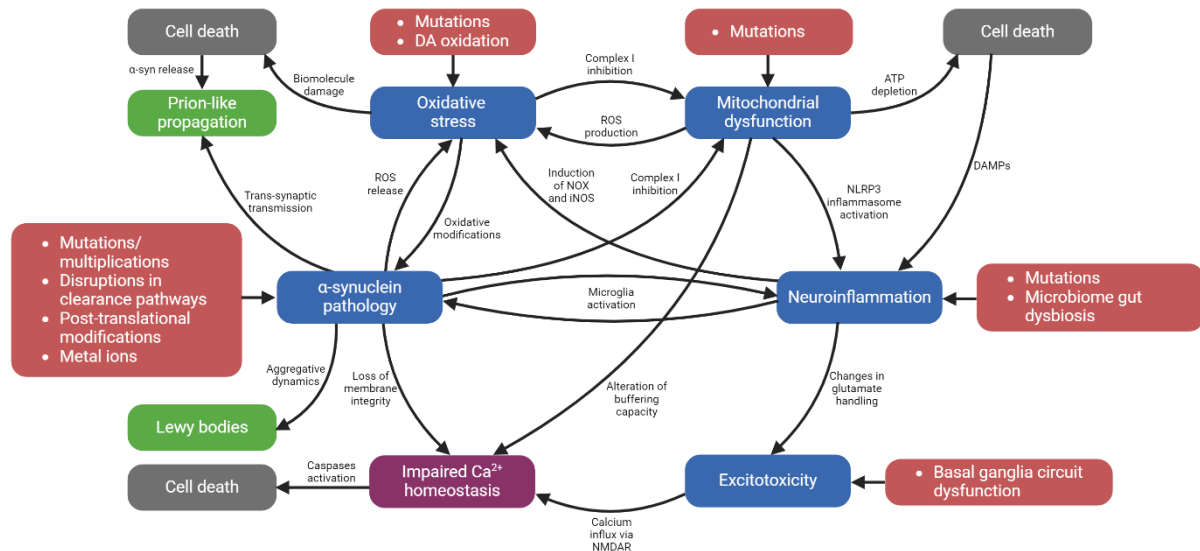 Cell death
• Mutations
• DA oxidation
• Mutations
Cell death
α-syn release
Biomolecule
damage
Complex I
inhibition
ATP
depletion
Prion-like
propagation
Oxidative
stress
ROS
production
Mitochondrial
dysfunction
DAMPs
Trans-synaptic
transmission
ROS
release
Oxidative
modifications
Induction
of NOX
and iNOS
Complex I
inhibition
NLRP3
inflammasome
activation
• Mutations/
multiplications
• Disruptions in
clearance pathways
• Post-translational
modifications
• Metal ions
α-synuclein
pathology
Microglia
activation
Neuroinflammation
• Mutations
• Microbiome gut
dysbiosis
Aggregative
dynamics
Loss of
membrane
integrity
Alteration of
buffering
capacity
Changes in
glutamate
handling
Lewy bodies
Cell death
Caspases
activation
Impaired Ca²⁺
homeostasis
Calcium
influx via
NMDAR
Excitotoxicity
• Basal ganglia circuit
dysfunction